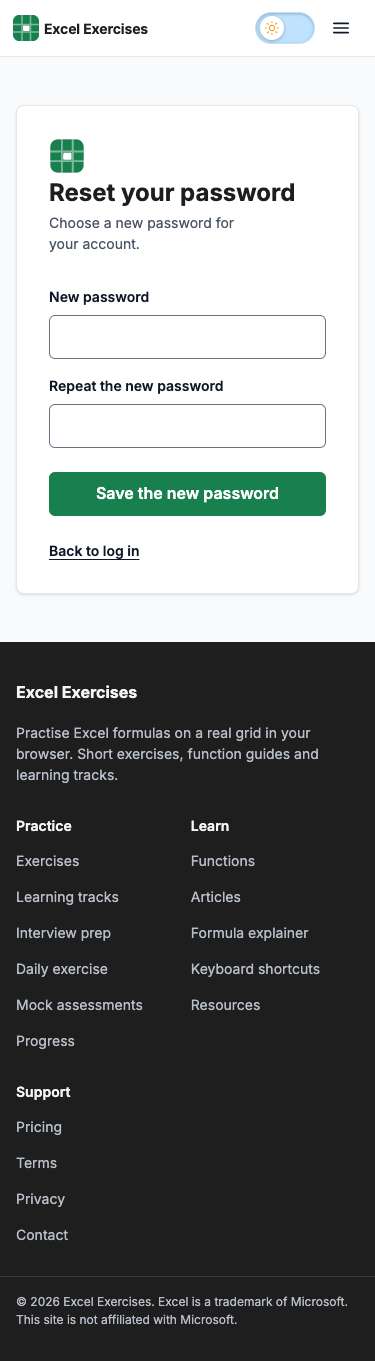 Excel Exercises
Reset your password
Choose a new password for
your account.
New password
Repeat the new password
Save the new password
Back to log in
Excel Exercises
Practise Excel formulas on a real grid in your
browser. Short exercises, function guides and
learning tracks.
Practice
Exercises
Learning tracks
Interview prep
Daily exercise
Mock assessments
Progress
Learn
Functions
Articles
Formula explainer
Keyboard shortcuts
Resources
Support
Pricing
Terms
Privacy
Contact
© 2026 Excel Exercises. Excel is a trademark of Microsoft.
This site is not affiliated with Microsoft.